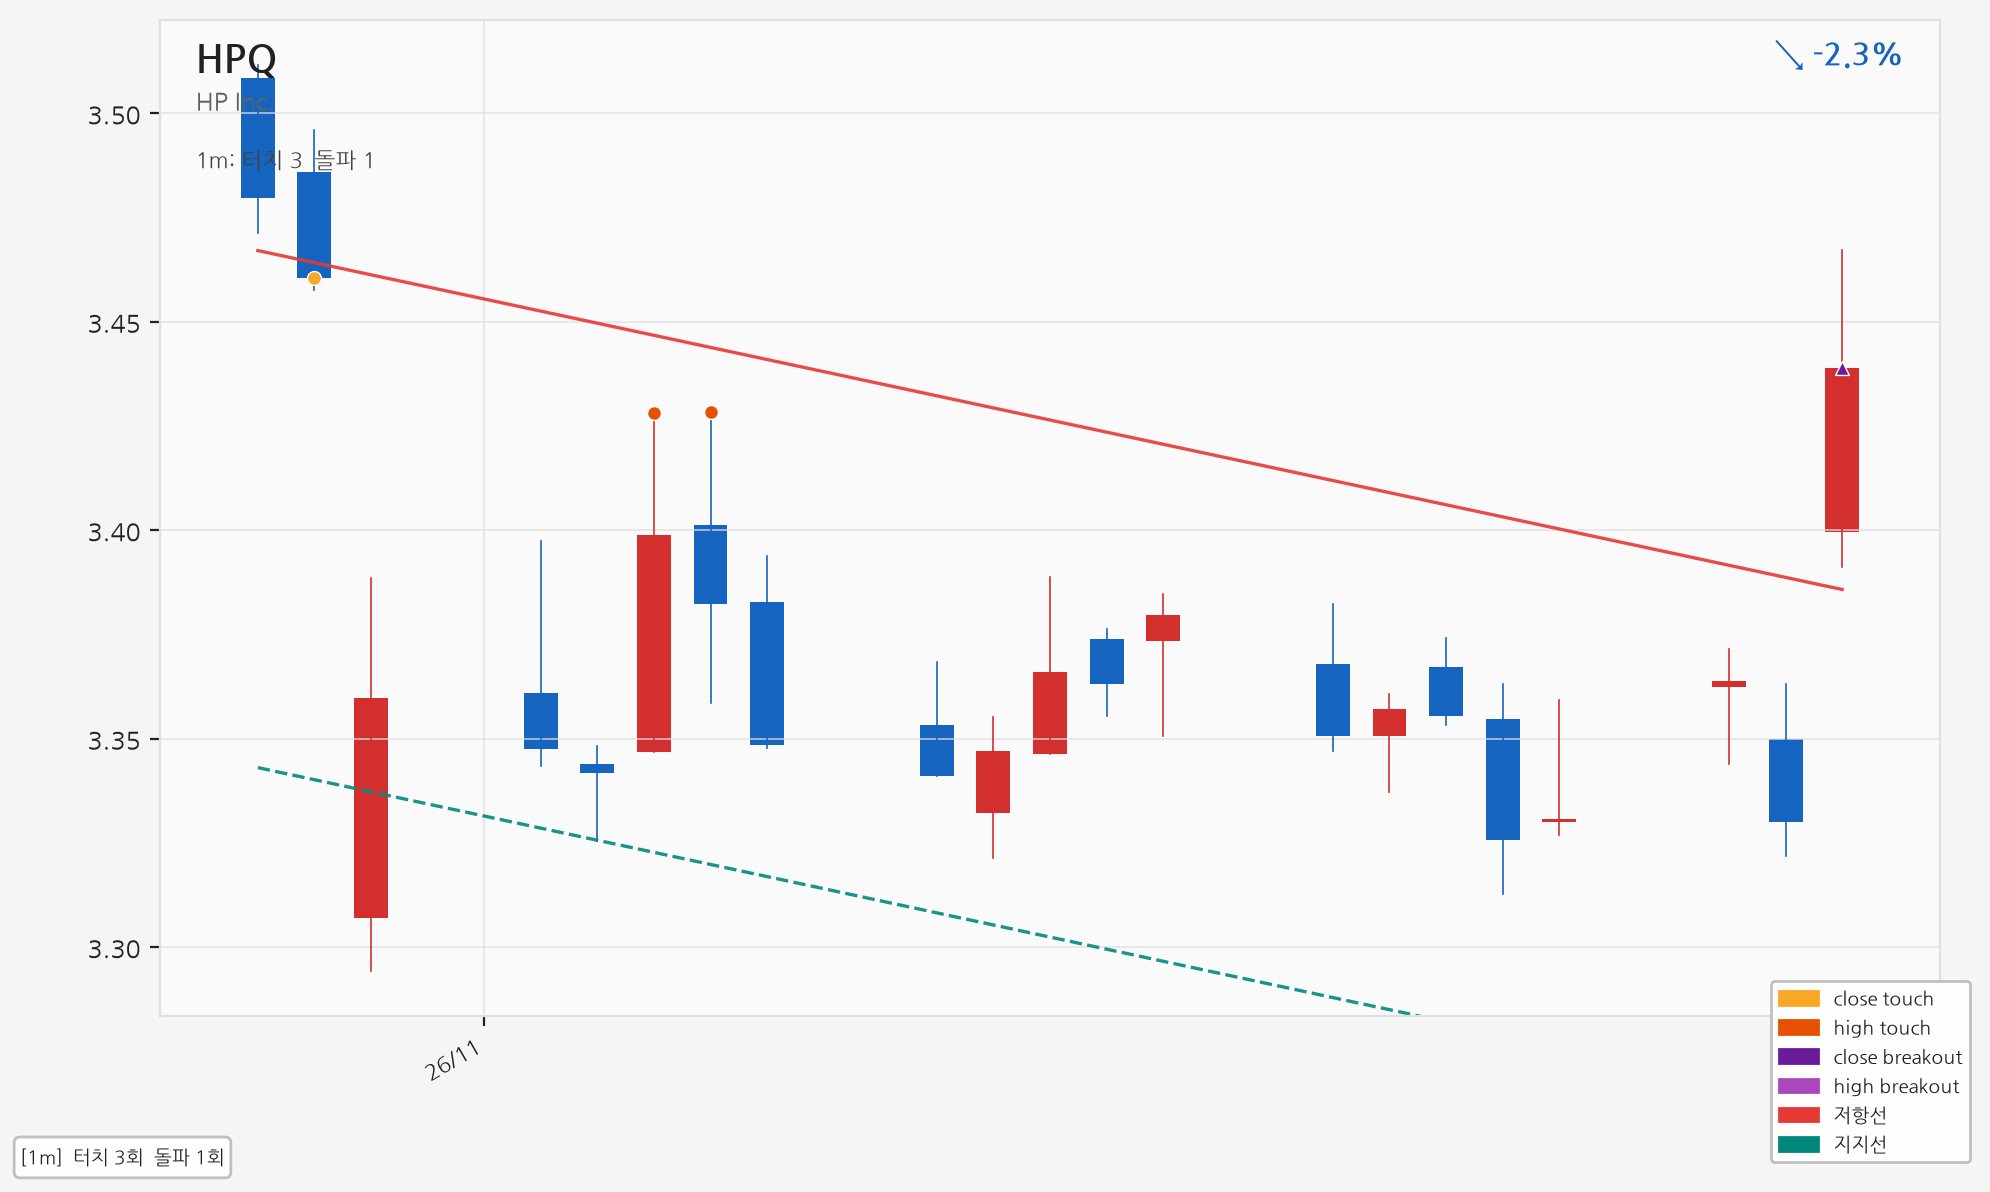 HPQ
HP Inc.
1m: 터치 3  돌파 1
-2.3%
3.50
3.45
3.40
3.35
3.30
26/11
close touch
high touch
close breakout
high breakout
저항선
지지선
[1m]  터치 3회  돌파 1회